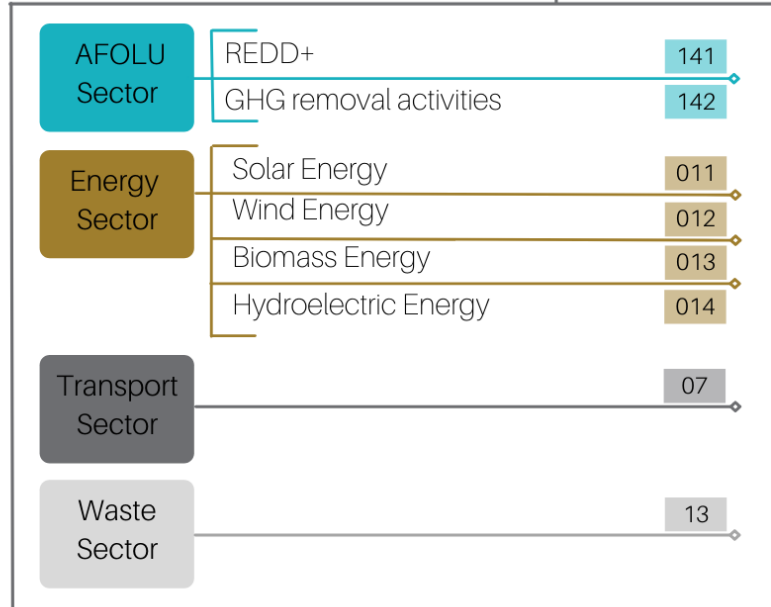 AFOLU
Sector
REDD+
141
GHG removal activities
142
Energy
Sector
Solar Energy
011
Wind Energy
012
Biomass Energy
013
Hydroelectric Energy
014
Transport
Sector
07
Waste
Sector
13